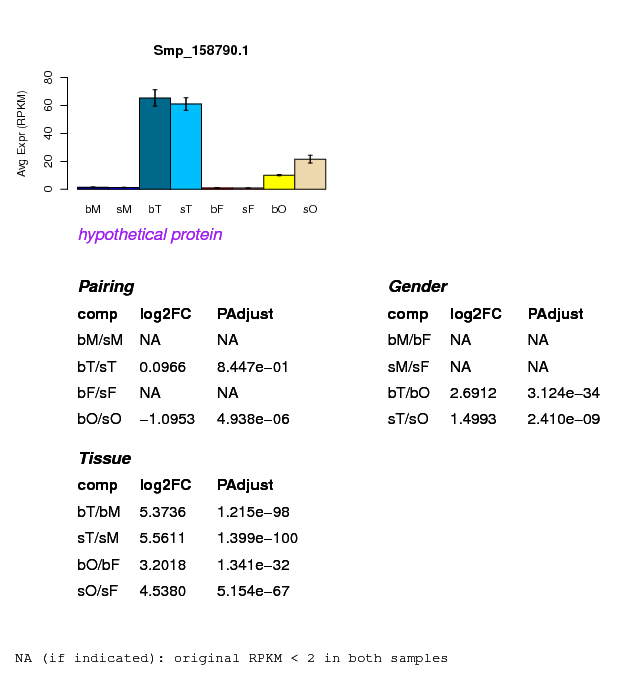 Smp_158790.1
Avg Expr (RPKM)
80
60
40
20
0
bM sM bT sT bF sF bO sO
hypothetical protein
Pairing
comp log2FC PAdjust
bM/sM NA NA
bT/sT 0.0966 8.447e−01
bF/sF NA NA
bO/sO −1.0953 4.938e−06
Gender
comp log2FC PAdjust
bM/bF NA NA
sM/sF NA NA
bT/bO 2.6912 3.124e−34
sT/sO 1.4993 2.410e−09
Tissue
comp log2FC PAdjust
bT/bM 5.3736 1.215e−98
sT/sM 5.5611 1.399e−100
bO/bF 3.2018 1.341e−32
sO/sF 4.5380 5.154e−67
NA (if indicated): original RPKM < 2 in both samples